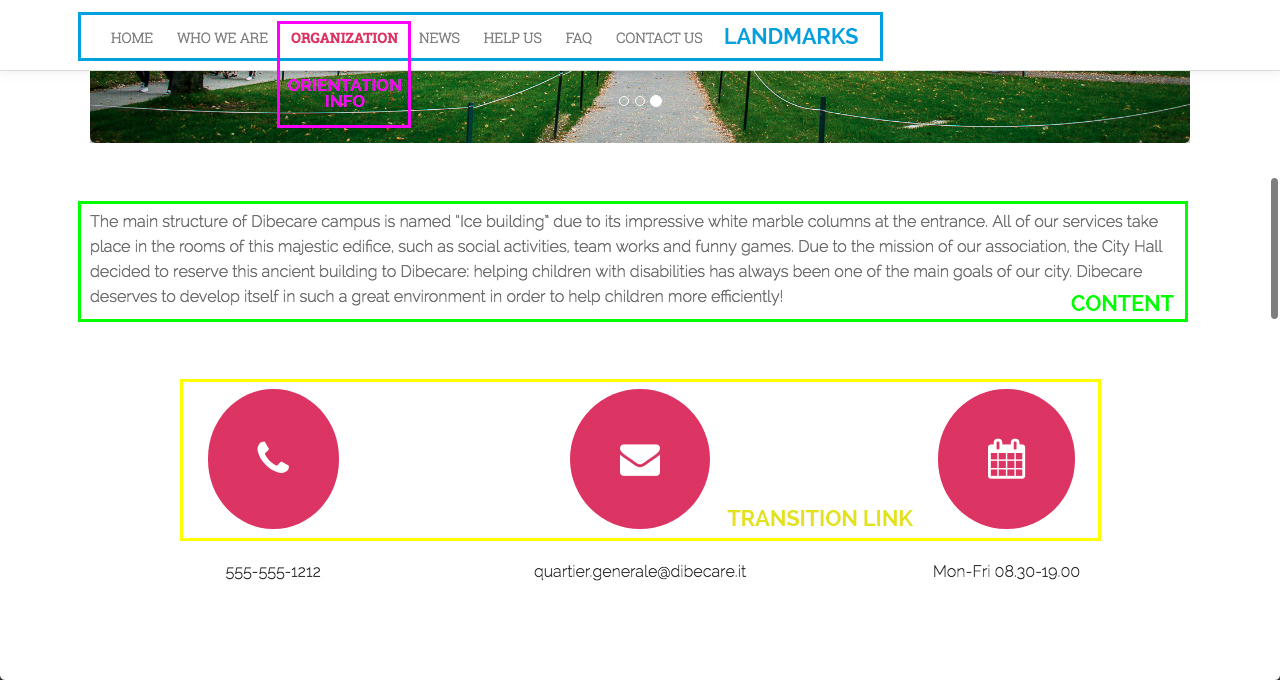 HOME WHO WE ARE ORGANIZATION NEWS HELP US FAQ CONTACT US LANDMARKS
ORIENTATION
INFO
The main structure of Dibecare campus is named “Ice building” due to its impressive white marble columns at the entrance. All of our services take
place in the rooms of this majestic edifice, such as social activities, team works and funny games. Due to the mission of our association, the City Hall
decided to reserve this ancient building to Dibecare: helping children with disabilities has always been one of the main goals of our city. Dibecare
deserves to develop itself in such a great environment in order to help children more efficiently!
CONTENT
TRANSITION LINK
555-555-1212 quartier.generale@dibecare.it Mon-Fri 08.30-19.00